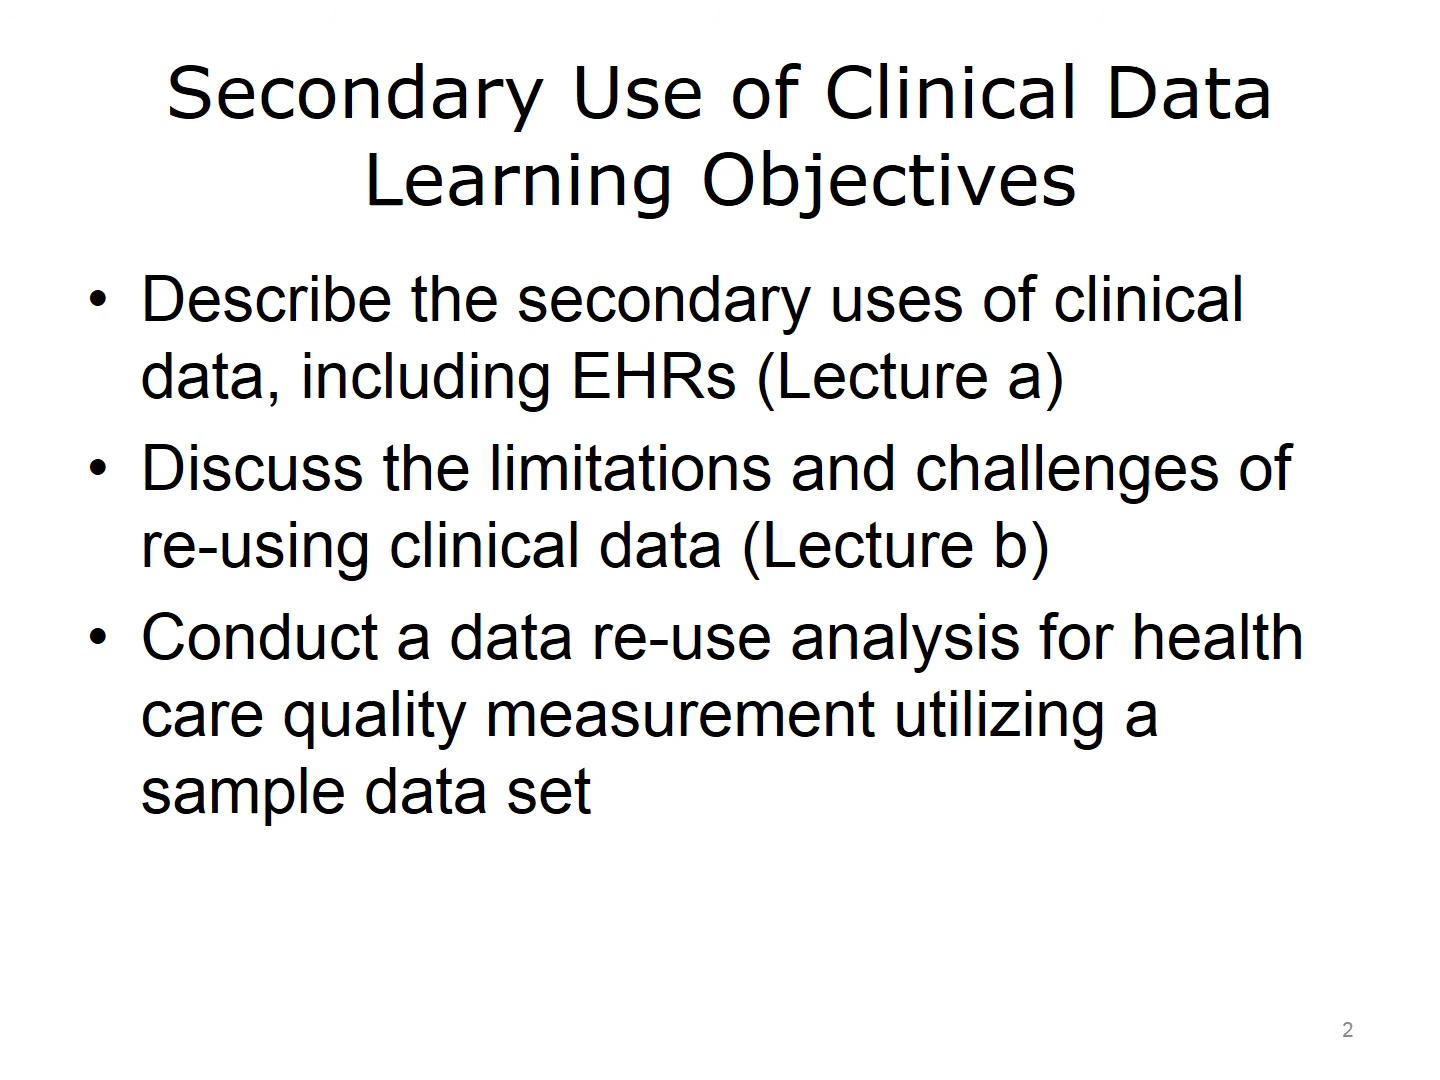 Secondary Use of Clinical Data
Learning Objectives
• Describe the secondary uses of clinical
data, including EHRs (Lecture a)
• Discuss the limitations and challenges of
re-using clinical data (Lecture b)
• Conduct a data re-use analysis for health
care quality measurement utilizing a
sample data set
2